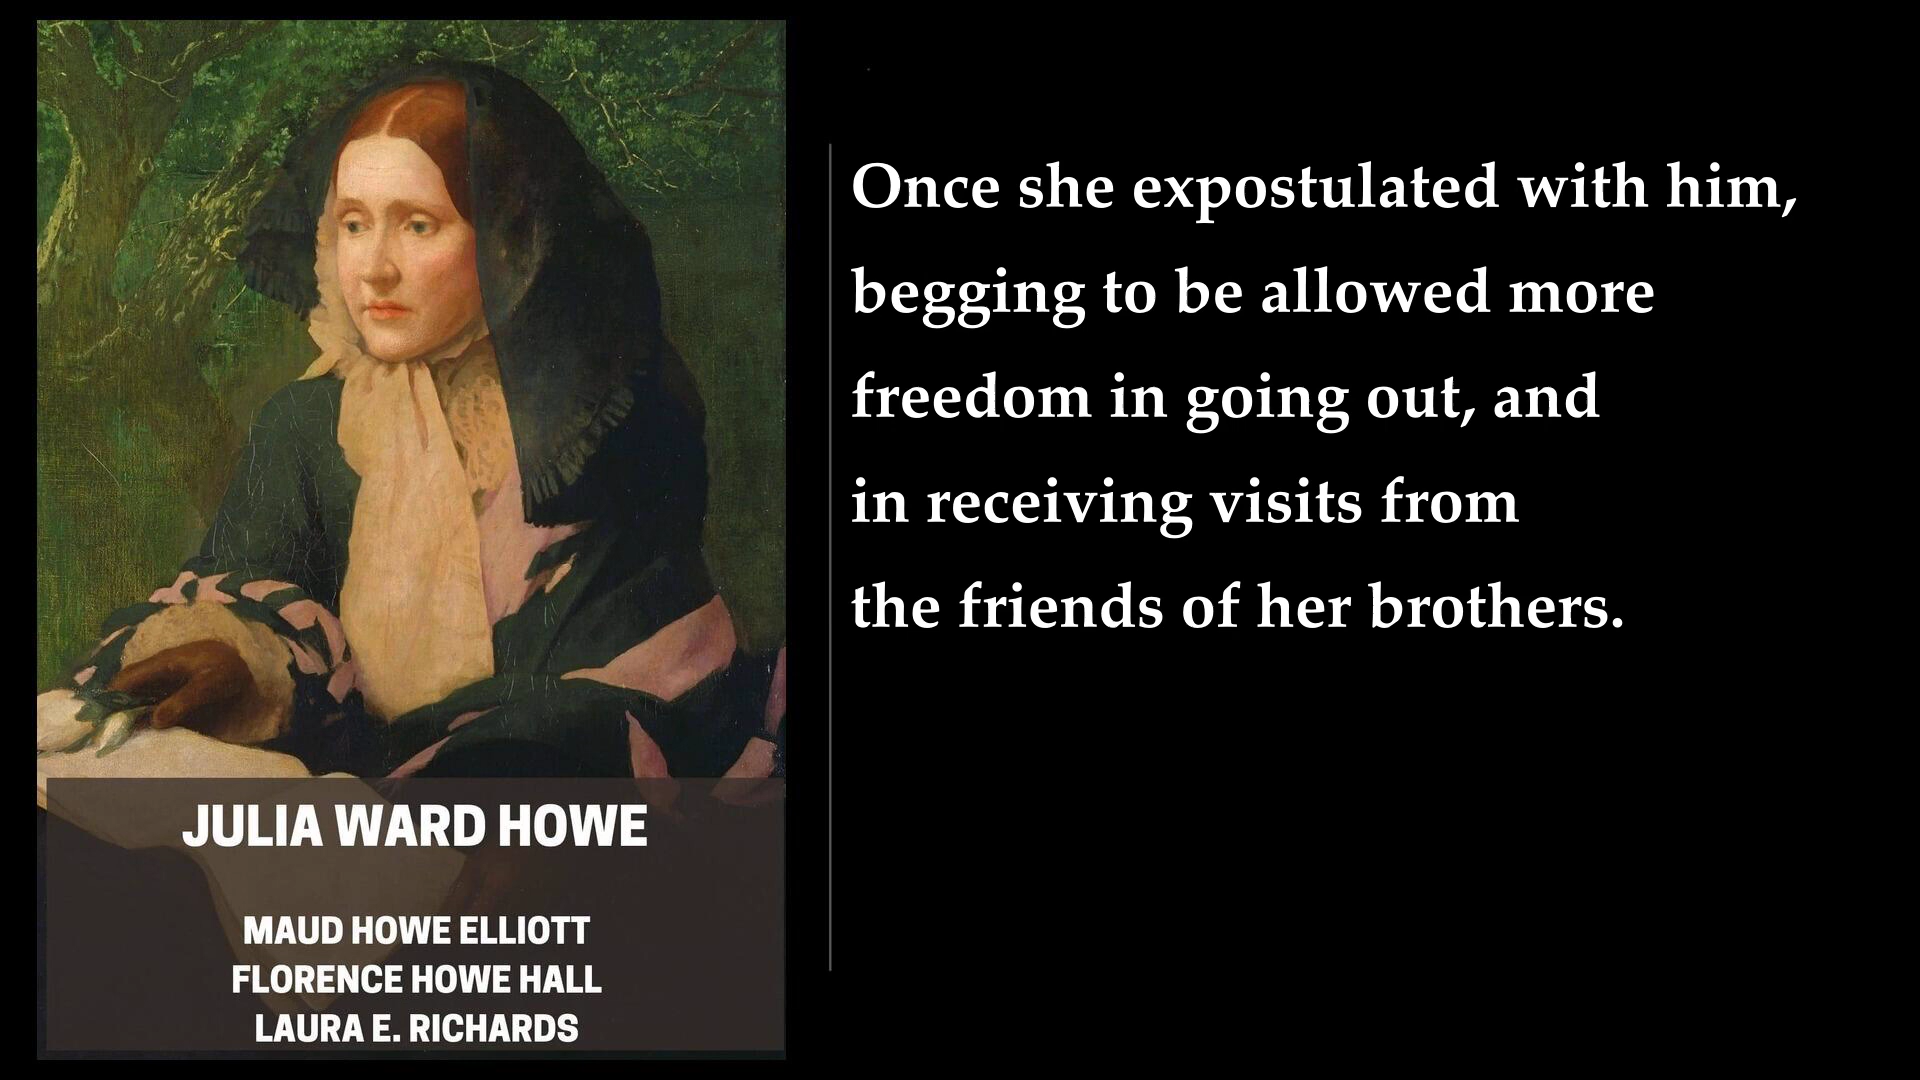 JULIA WARD HOWE
MAUD HOWE ELLIOTT
FLORENCE HOWE HALL
LAURA E. RICHARDS
Once she expostulated with him,
begging to be allowed more
freedom in going out, and
in receiving visits from
the friends of her brothers.